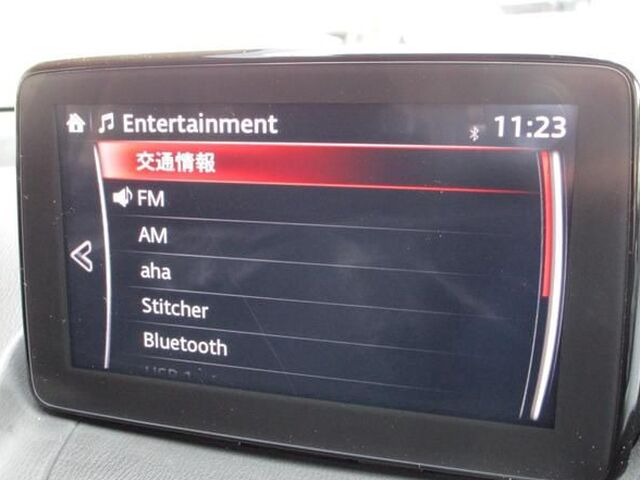 Entertainment 11:23
交通情報
FM
AM
aha
Stitcher
Bluetooth